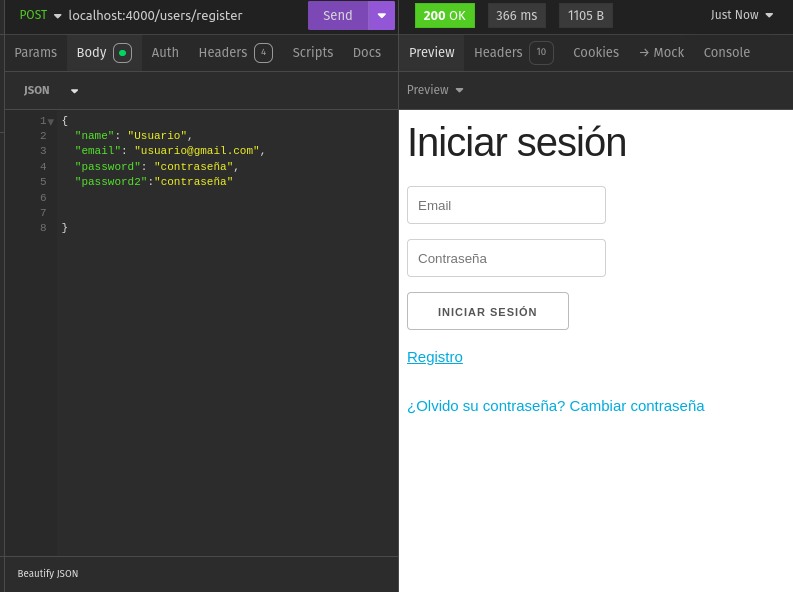 POST localhost:4000/users/register Send 200 OK 366 ms 1105 B Just Now
Params Body Auth Headers 4 Scripts Docs Preview Headers 10 Cookies → Mock Console
JSON Preview
1 {
2 "name": "Usuario",
3 "email": "usuario@gmail.com",
4 "password": "contraseña",
5 "password2":"contraseña"
6
7
8 }
Beautify JSON
Iniciar sesión
Email
Contraseña
INICIAR SESIÓN
Registro
¿Olvido su contraseña? Cambiar contraseña